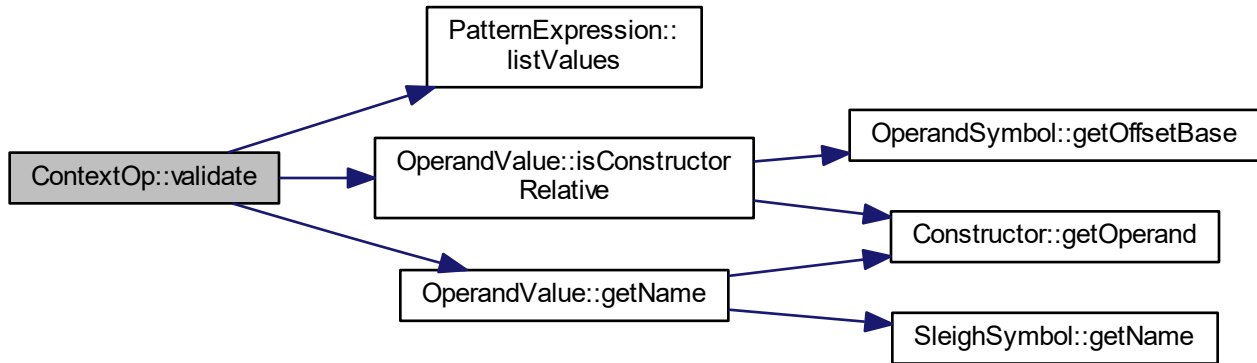 PatternExpression::
listValues
ContextOp::validate
OperandValue::isConstructor
Relative
OperandValue::getName
OperandSymbol::getOffsetBase
Constructor::getOperand
SleighSymbol::getName